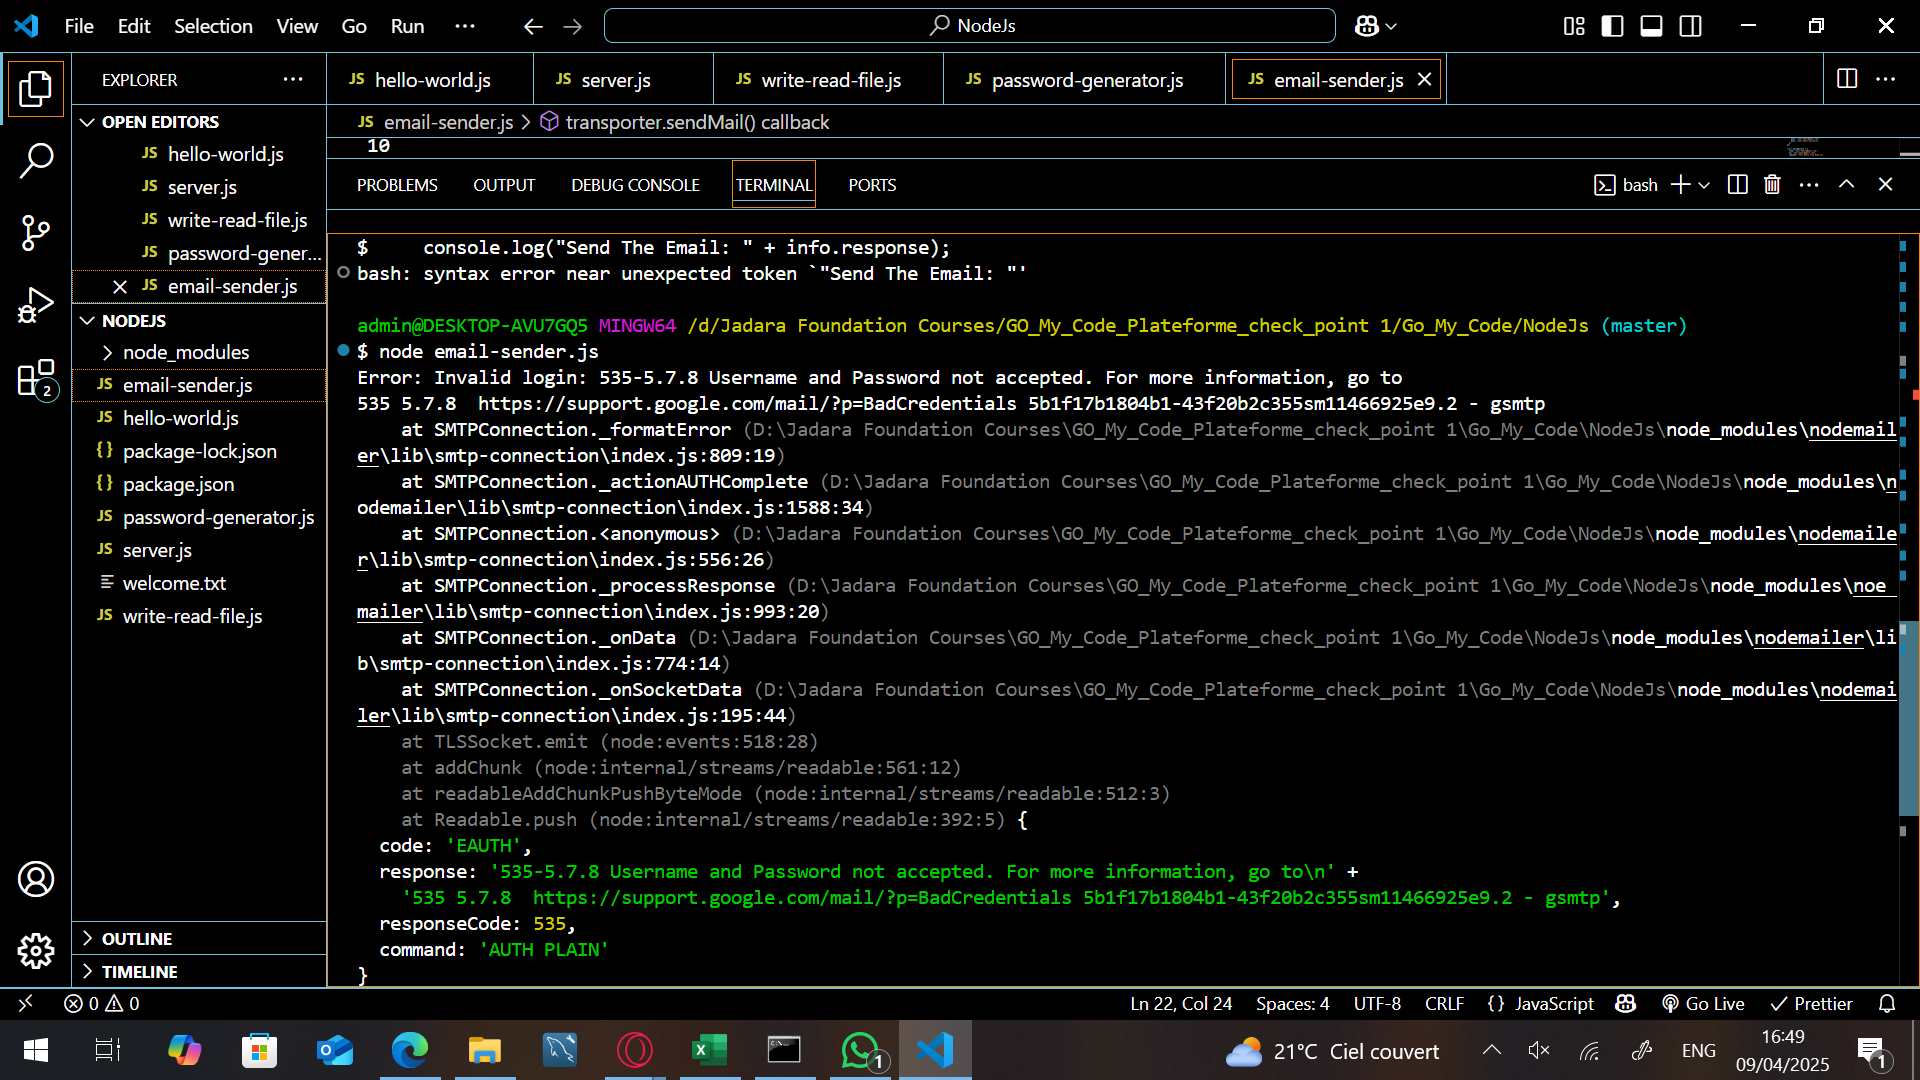 File Edit Selection View Go Run ··· NodeJs
EXPLORER ···
JS hello-world.js JS server.js JS write-read-file.js JS password-generator.js JS email-sender.js ···
OPEN EDITORS
JS hello-world.js
JS server.js
JS write-read-file.js
JS password-gener...
JS email-sender.js
NODEJS
node_modules
JS email-sender.js
JS hello-world.js
{} package-lock.json
{} package.json
JS password-generator.js
JS server.js
welcome.txt
JS write-read-file.js
OUTLINE
TIMELINE
2
JS email-sender.js > transporter.sendMail() callback
10
PROBLEMS OUTPUT DEBUG CONSOLE TERMINAL PORTS bash ···
$     console.log("Send The Email: " + info.response);
bash: syntax error near unexpected token `"Send The Email: "'
admin@DESKTOP-AVU7GQ5 MINGW64 /d/Jadara Foundation Courses/GO_My_Code_Plateforme_check_point 1/Go_My_Code/NodeJs (master)
$ node email-sender.js
Error: Invalid login: 535-5.7.8 Username and Password not accepted. For more information, go to
535 5.7.8  https://support.google.com/mail/?p=BadCredentials 5b1f17b1804b1-43f20b2c355sm11466925e9.2 - gsmtp
    at SMTPConnection._formatError (D:\Jadara Foundation Courses\GO_My_Code_Plateforme_check_point 1\Go_My_Code\NodeJs\node_modules\nodemail
er\lib\smtp-connection\index.js:809:19)
    at SMTPConnection._actionAUTHComplete (D:\Jadara Foundation Courses\GO_My_Code_Plateforme_check_point 1\Go_My_Code\NodeJs\node_modules\n
odemailer\lib\smtp-connection\index.js:1588:34)
    at SMTPConnection.<anonymous> (D:\Jadara Foundation Courses\GO_My_Code_Plateforme_check_point 1\Go_My_Code\NodeJs\node_modules\nodemaile
r\lib\smtp-connection\index.js:556:26)
    at SMTPConnection._processResponse (D:\Jadara Foundation Courses\GO_My_Code_Plateforme_check_point 1\Go_My_Code\NodeJs\node_modules\noe
mailer\lib\smtp-connection\index.js:993:20)
    at SMTPConnection._onData (D:\Jadara Foundation Courses\GO_My_Code_Plateforme_check_point 1\Go_My_Code\NodeJs\node_modules\nodemailer\li
b\smtp-connection\index.js:774:14)
    at SMTPConnection._onSocketData (D:\Jadara Foundation Courses\GO_My_Code_Plateforme_check_point 1\Go_My_Code\NodeJs\node_modules\nodemai
ler\lib\smtp-connection\index.js:195:44)
    at TLSSocket.emit (node:events:518:28)
    at addChunk (node:internal/streams/readable:561:12)
    at readableAddChunkPushByteMode (node:internal/streams/readable:512:3)
    at Readable.push (node:internal/streams/readable:392:5) {
  code: 'EAUTH',
  response: '535-5.7.8 Username and Password not accepted. For more information, go to\n' +
    '535 5.7.8  https://support.google.com/mail/?p=BadCredentials 5b1f17b1804b1-43f20b2c355sm11466925e9.2 - gsmtp',
  responseCode: 535,
  command: 'AUTH PLAIN'
}
0 0 Ln 22, Col 24 Spaces: 4 UTF-8 CRLF {} JavaScript Go Live Prettier
1 21°C Ciel couvert ENG 16:49
09/04/2025 1